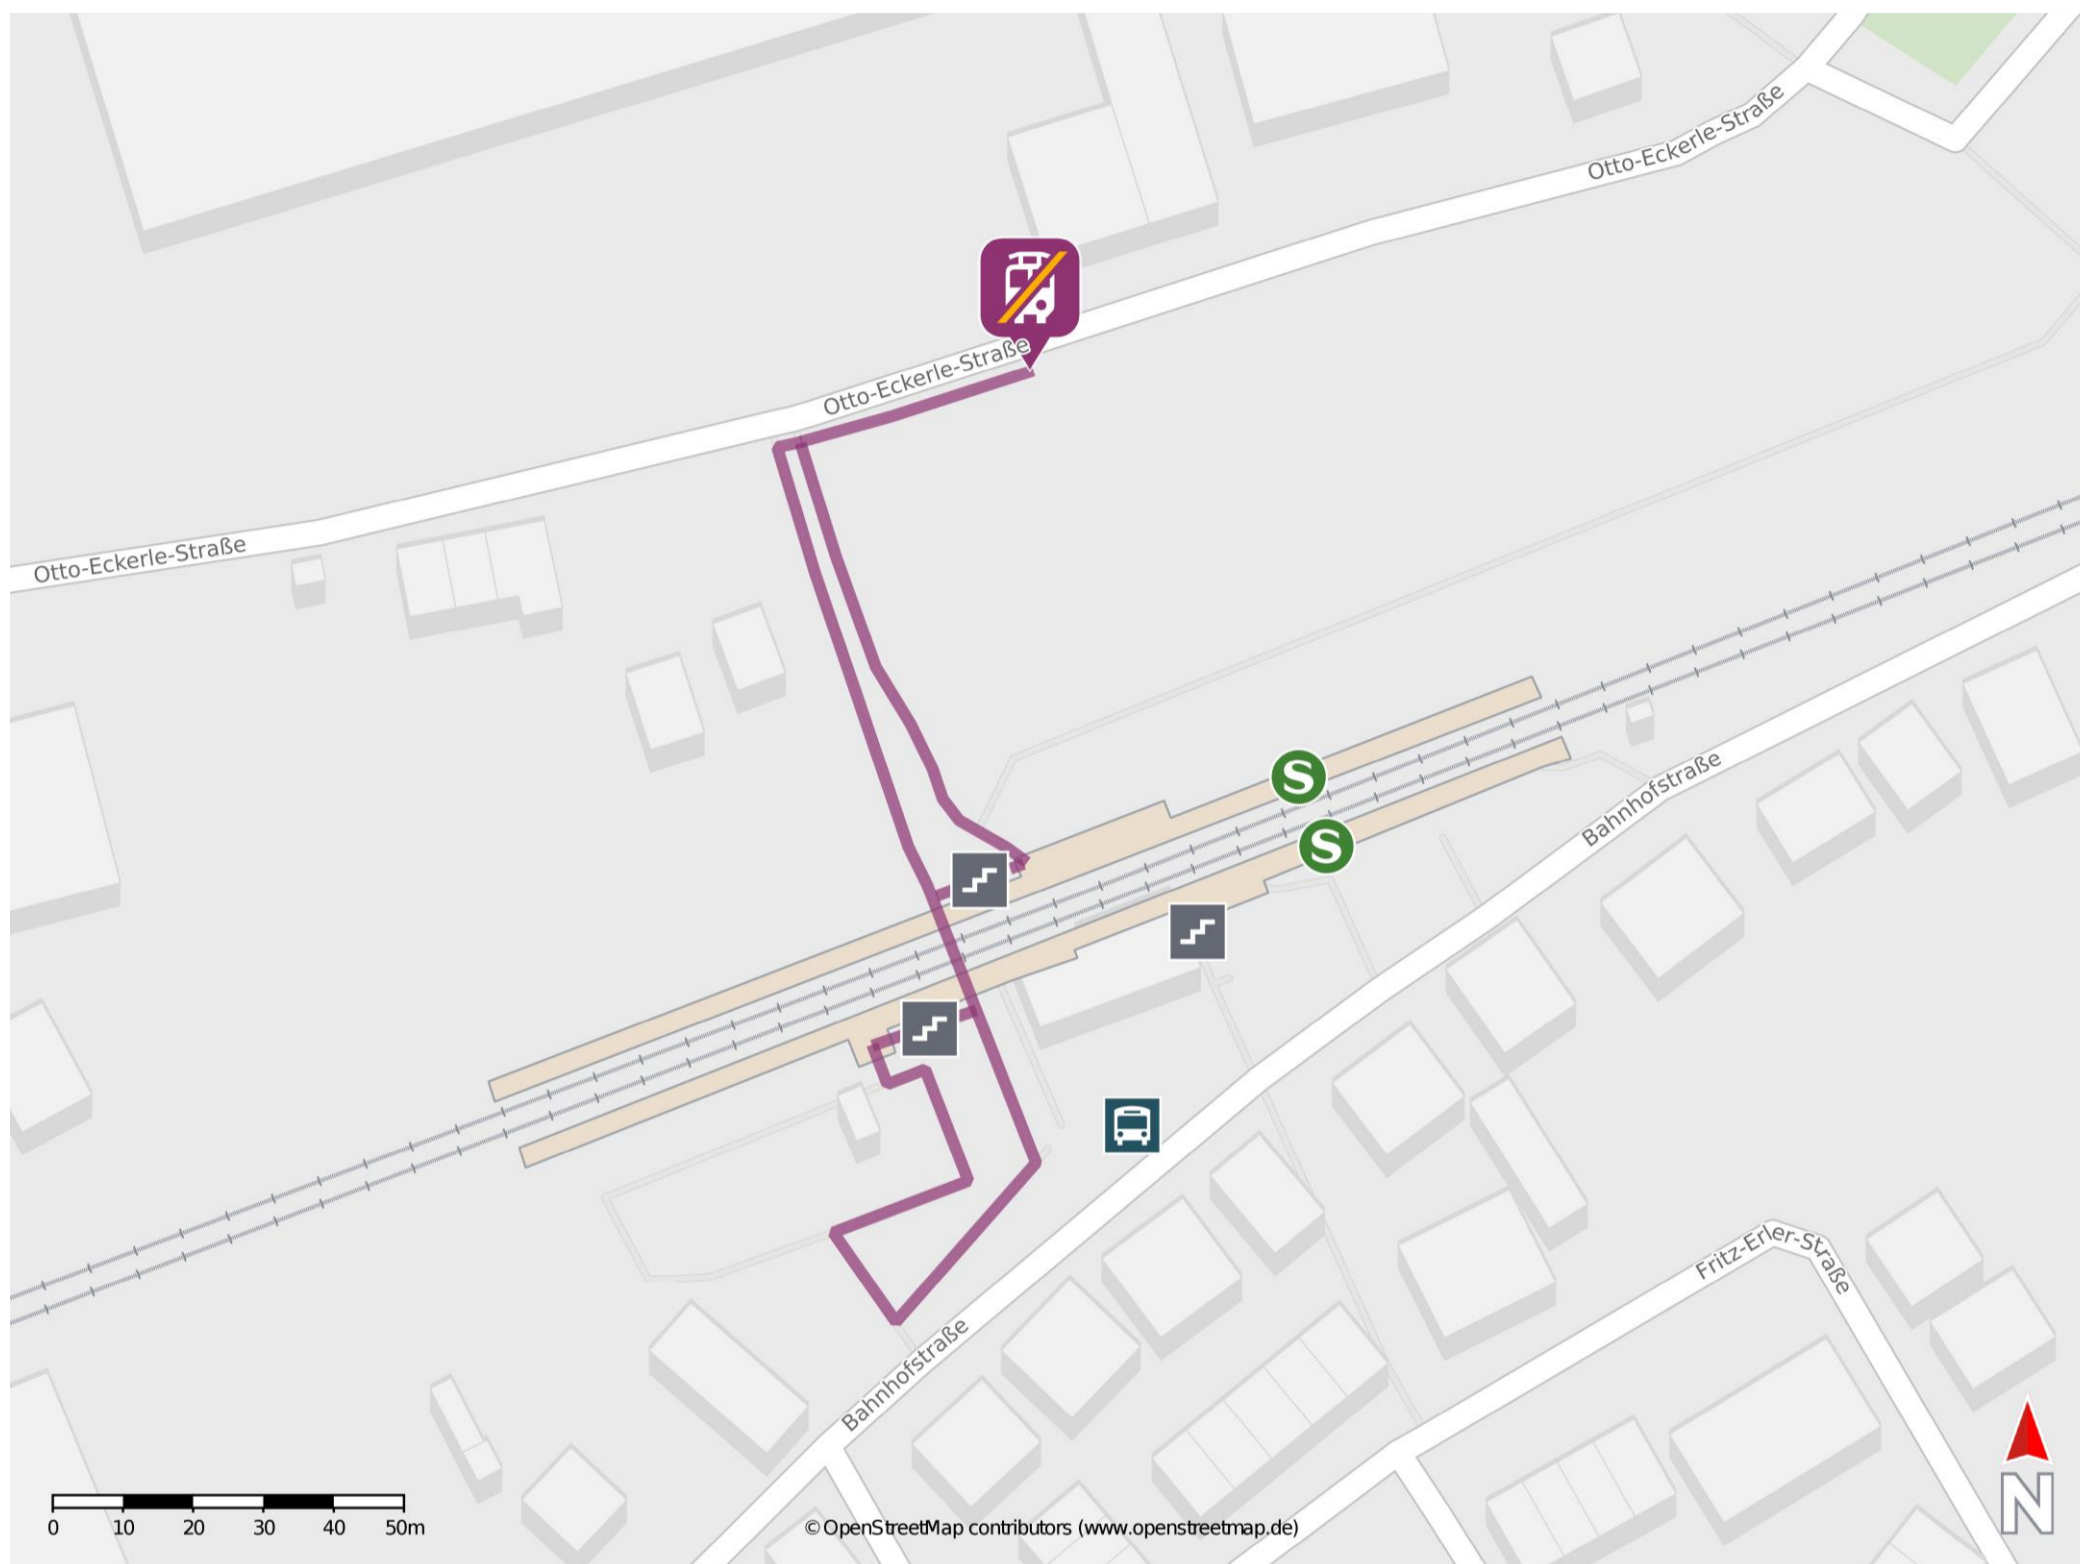 Otto-Eckerle-Straße
Otto-Eckerle-Straße
Otto-Eckerle-Straße
S
S
Bahnhofstraße
Fritz-Erler-Straße
Bahnhofstraße
N
0 10 20 30 40 50m
© OpenStreetMap contributors (www.openstreetmap.de)